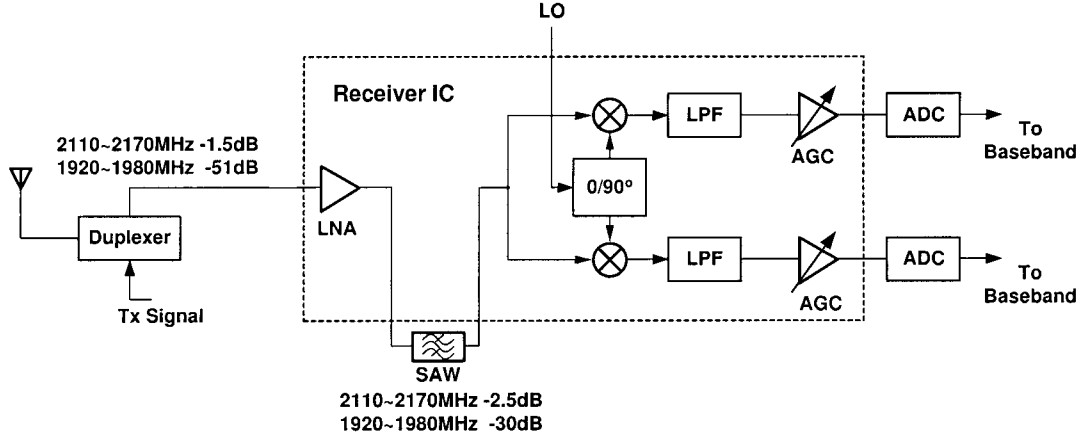 LO
Receiver IC
2110~2170MHz -1.5dB
1920~1980MHz -51dB
Duplexer
Tx Signal
LNA
SAW
2110~2170MHz -2.5dB
1920~1980MHz -30dB
0/90º
LPF
AGC
ADC
To
Baseband
LPF
AGC
ADC
To
Baseband